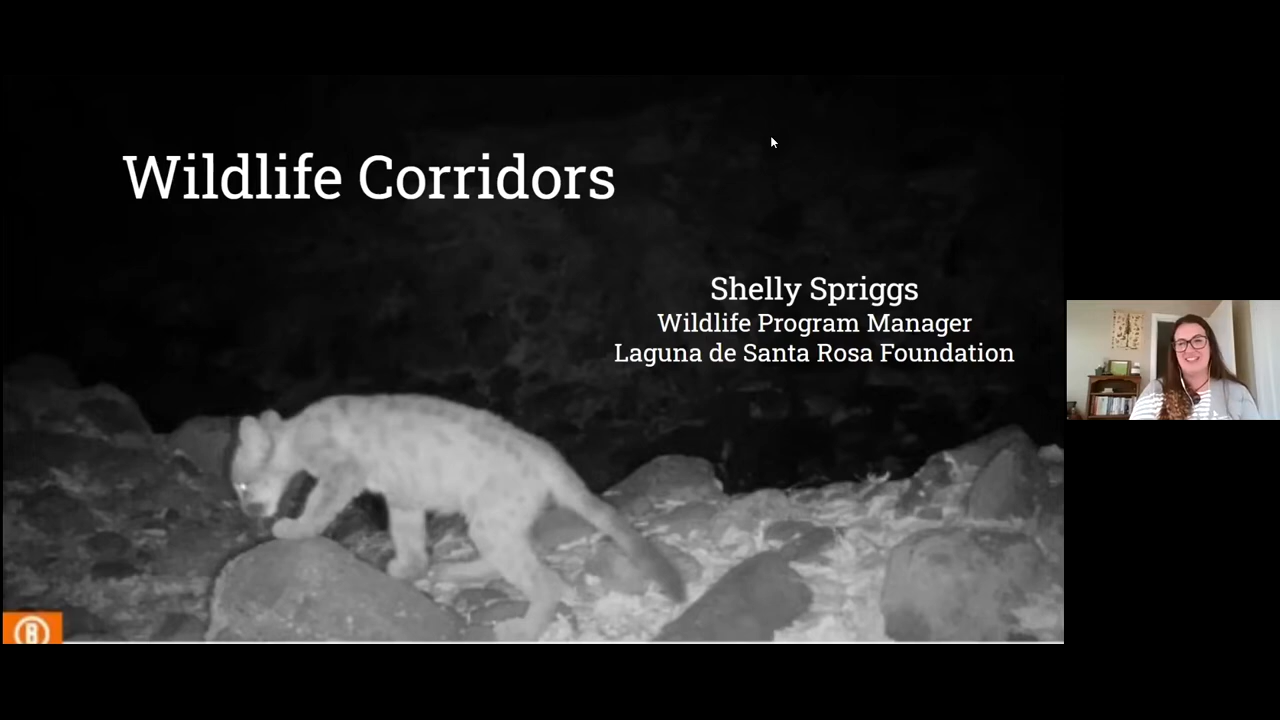 Wildlife Corridors
Shelly Spriggs
Wildlife Program Manager
Laguna de Santa Rosa Foundation
B